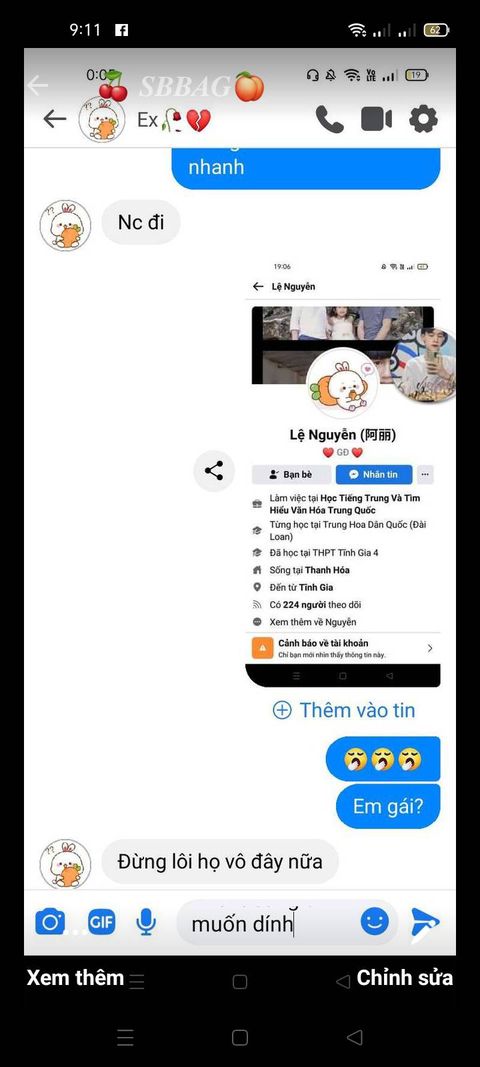 9:11
62
0:0
19
SBBAG
Ex
nhanh
Nc đi
19:06
Lệ Nguyễn
Lệ Nguyễn (阿丽)
GĐ
Bạn bè
Nhắn tin
Làm việc tại Học Tiếng Trung Và Tìm
Hiểu Văn Hóa Trung Quốc
Từng học tại Trung Hoa Dân Quốc (Đài
Loan)
Đã học tại THPT Tĩnh Gia 4
Sống tại Thanh Hóa
Đến từ Tĩnh Gia
Có 224 người theo dõi
Xem thêm về Nguyễn
Cảnh báo về tài khoản
Chỉ bạn mới nhìn thấy thông tin này.
Thêm vào tin
Em gái?
Đừng lôi họ vô đây nữa
GIF
muốn dính
Xem thêm
Chỉnh sửa